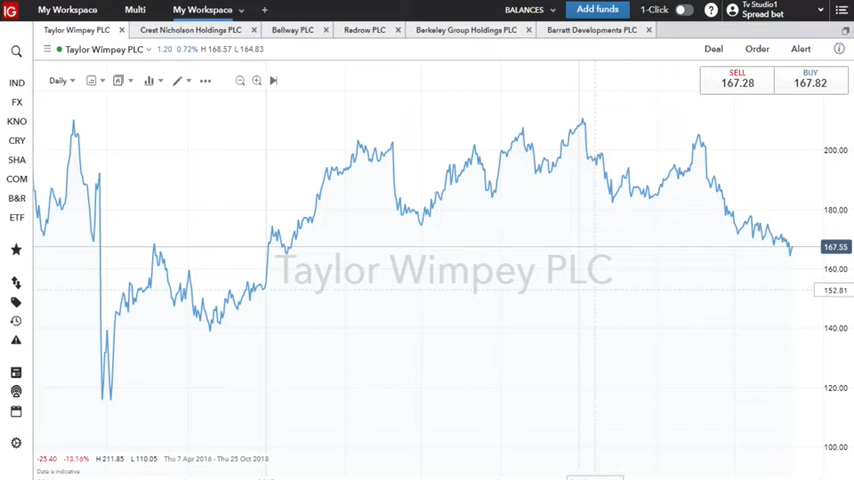 IG My Workspace Multi My Workspace + BALANCES Add funds 1-Click ? Tv Studio1
Spread bet
Taylor Wimpey PLC × Crest Nicholson Holdings PLC × Bellway PLC × Redrow PLC × Berkeley Group Holdings PLC × Barratt Developments PLC ×
Taylor Wimpey PLC 1.20 0.72% H 168.57 L 164.83 Deal Order Alert
Daily
SELL
167.28
BUY
167.82
IND
FX
KNO
CRY
SHA
COM
B&R
ETF
200.00
180.00
167.55
160.00
152.81
140.00
120.00
100.00
Taylor Wimpey PLC
-25.40 -13.16% H 211.85 L 110.05 Thu 7 Apr 2016 - Thu 25 Oct 2018
Data is indicative